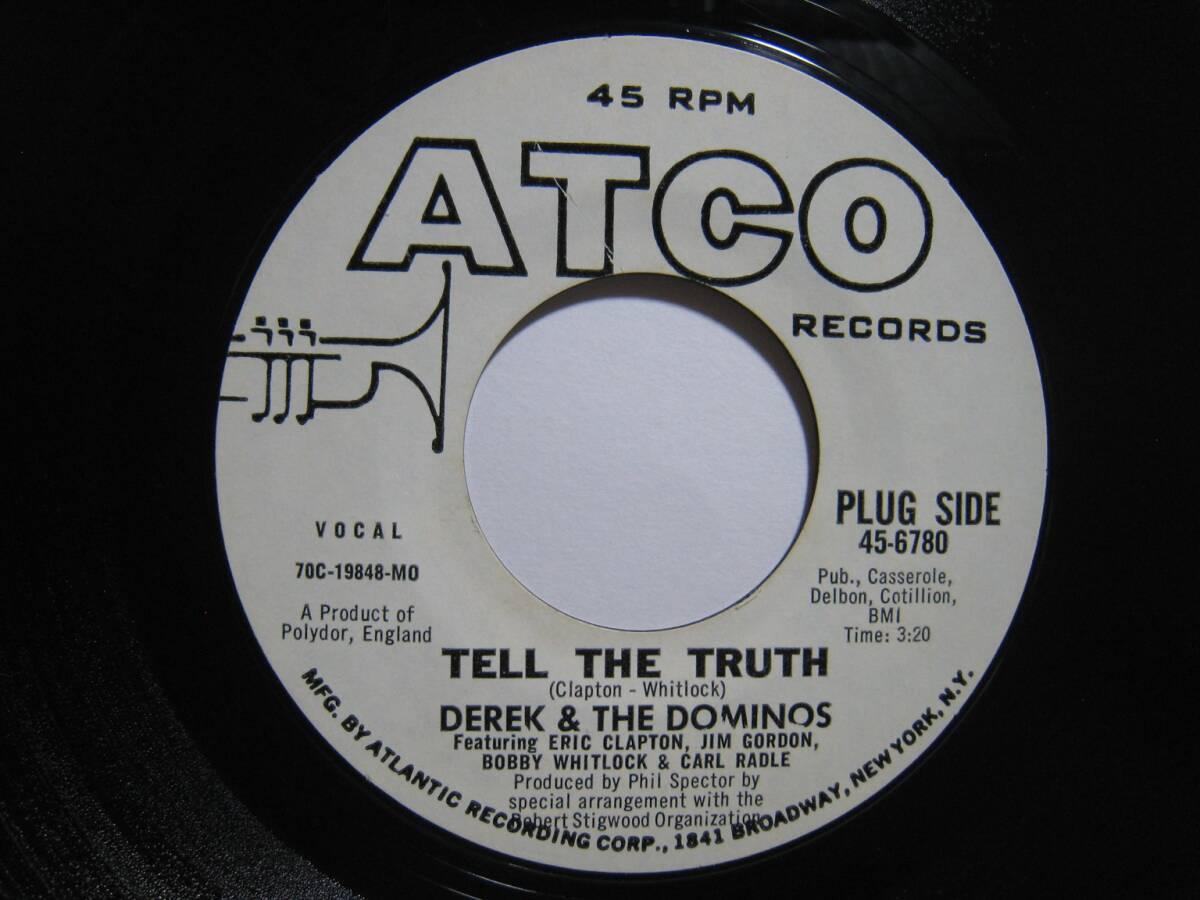 45 RPM
ATCO
RECORDS
PLUG SIDE
45-6780
Pub., Casserole,
Delbon, Cotillion,
BMI
Time: 3:20
VOCAL
70C-19848-MO
A Product of
Polydor, England
TELL THE TRUTH
(Clapton - Whitlock)
DEREK & THE DOMINOS
Featuring ERIC CLAPTON, JIM GORDON,
BOBBY WHITLOCK & CARL RADLE
Produced by Phil Spector by
special arrangement with the
Robert Stigwood Organization
MFG. BY ATLANTIC RECORDING CORP., 1841 BROADWAY, NEW YORK, N.Y.